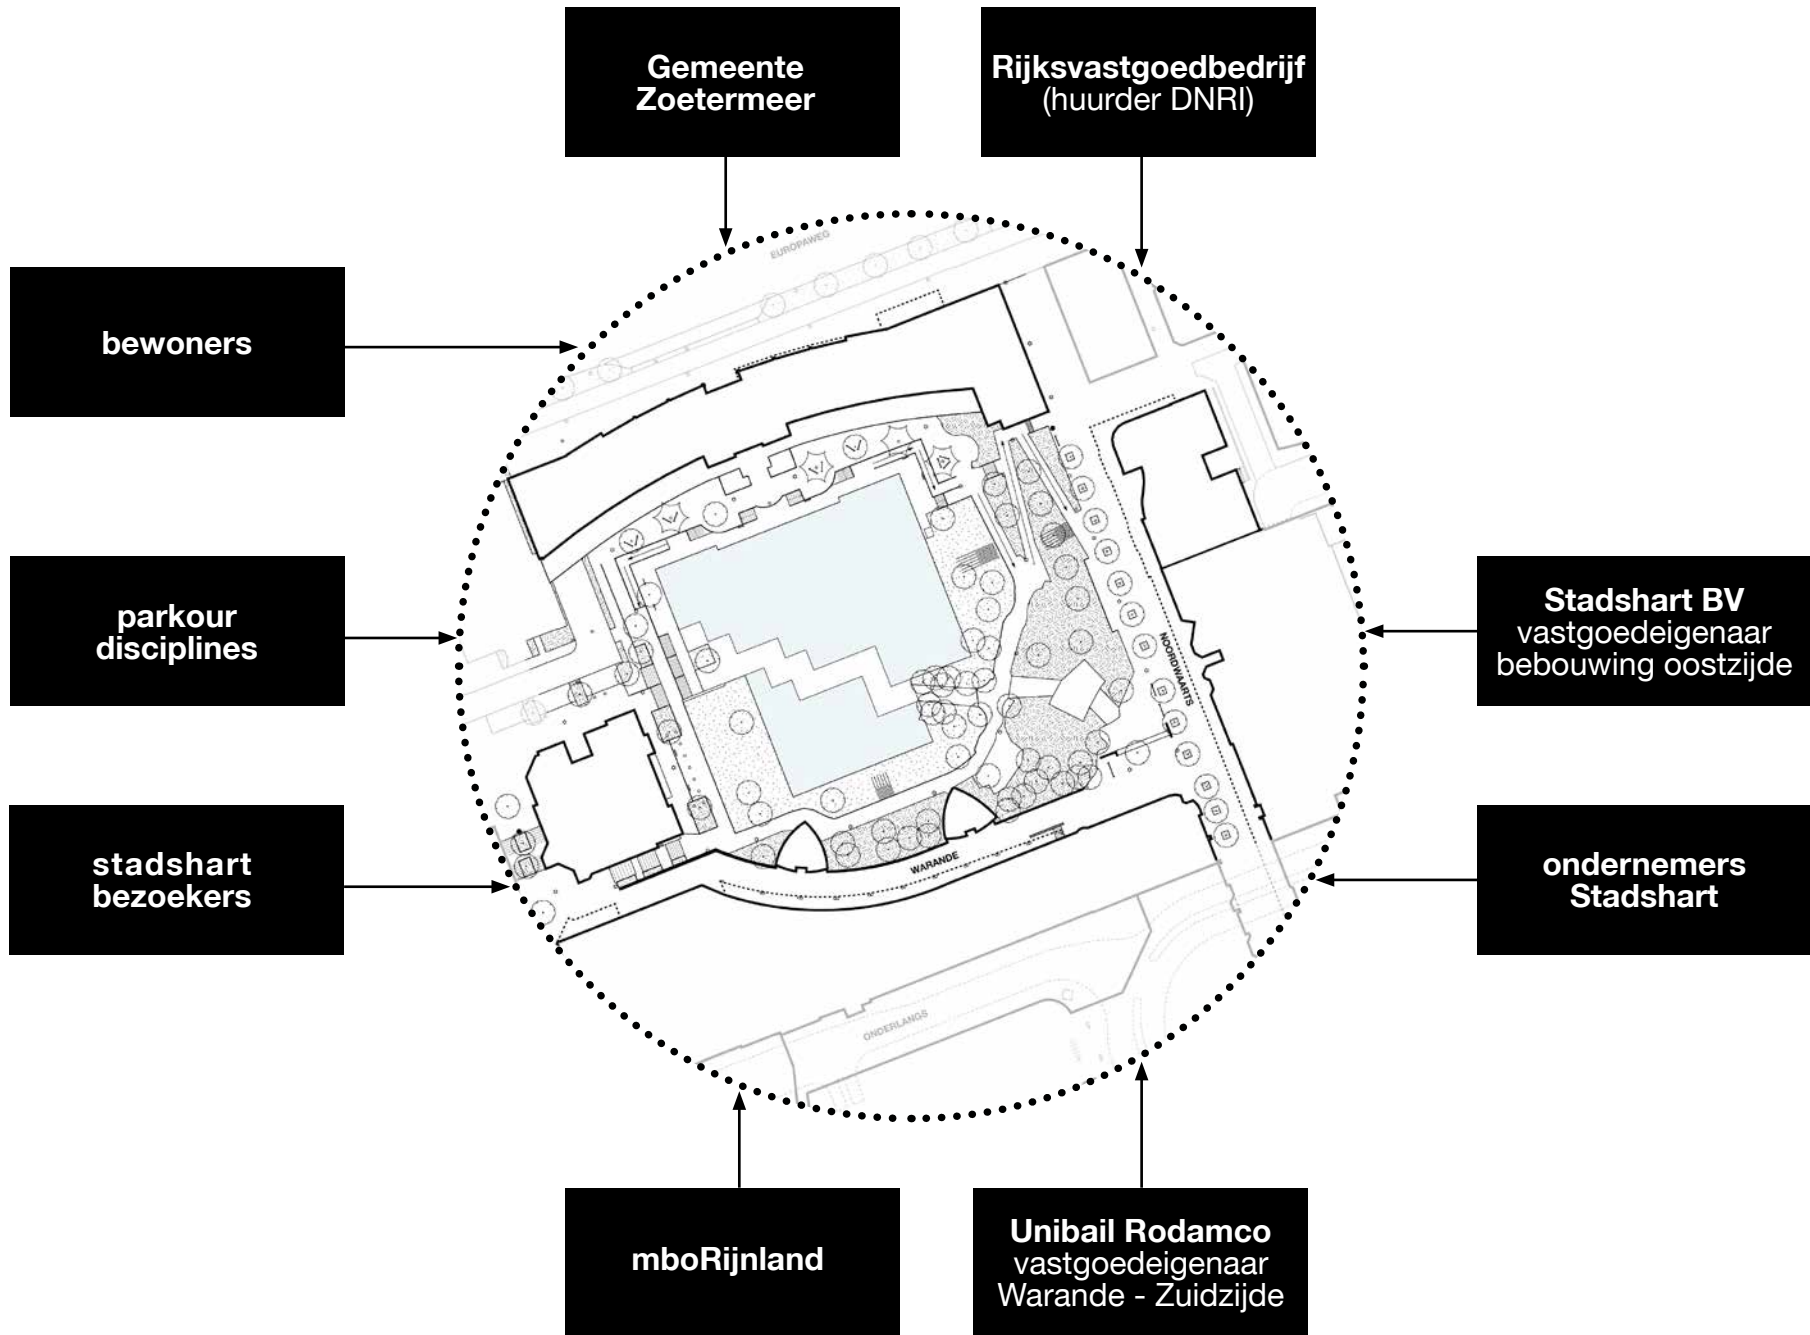 Gemeente
Zoetermeer
Rijksvastgoedbedrijf
(huurder DNRI)
EUROPAWEG
bewoners
parkour
disciplines
Stadshart BV
vastgoedeigenaar
bebouwing oostzijde
NOORDWAARTS
stadshart
bezoekers
WARANDE
ondernemers
Stadshart
ONDERLANGS
mboRijnland
Unibail Rodamco
vastgoedeigenaar
Warande - Zuidzijde